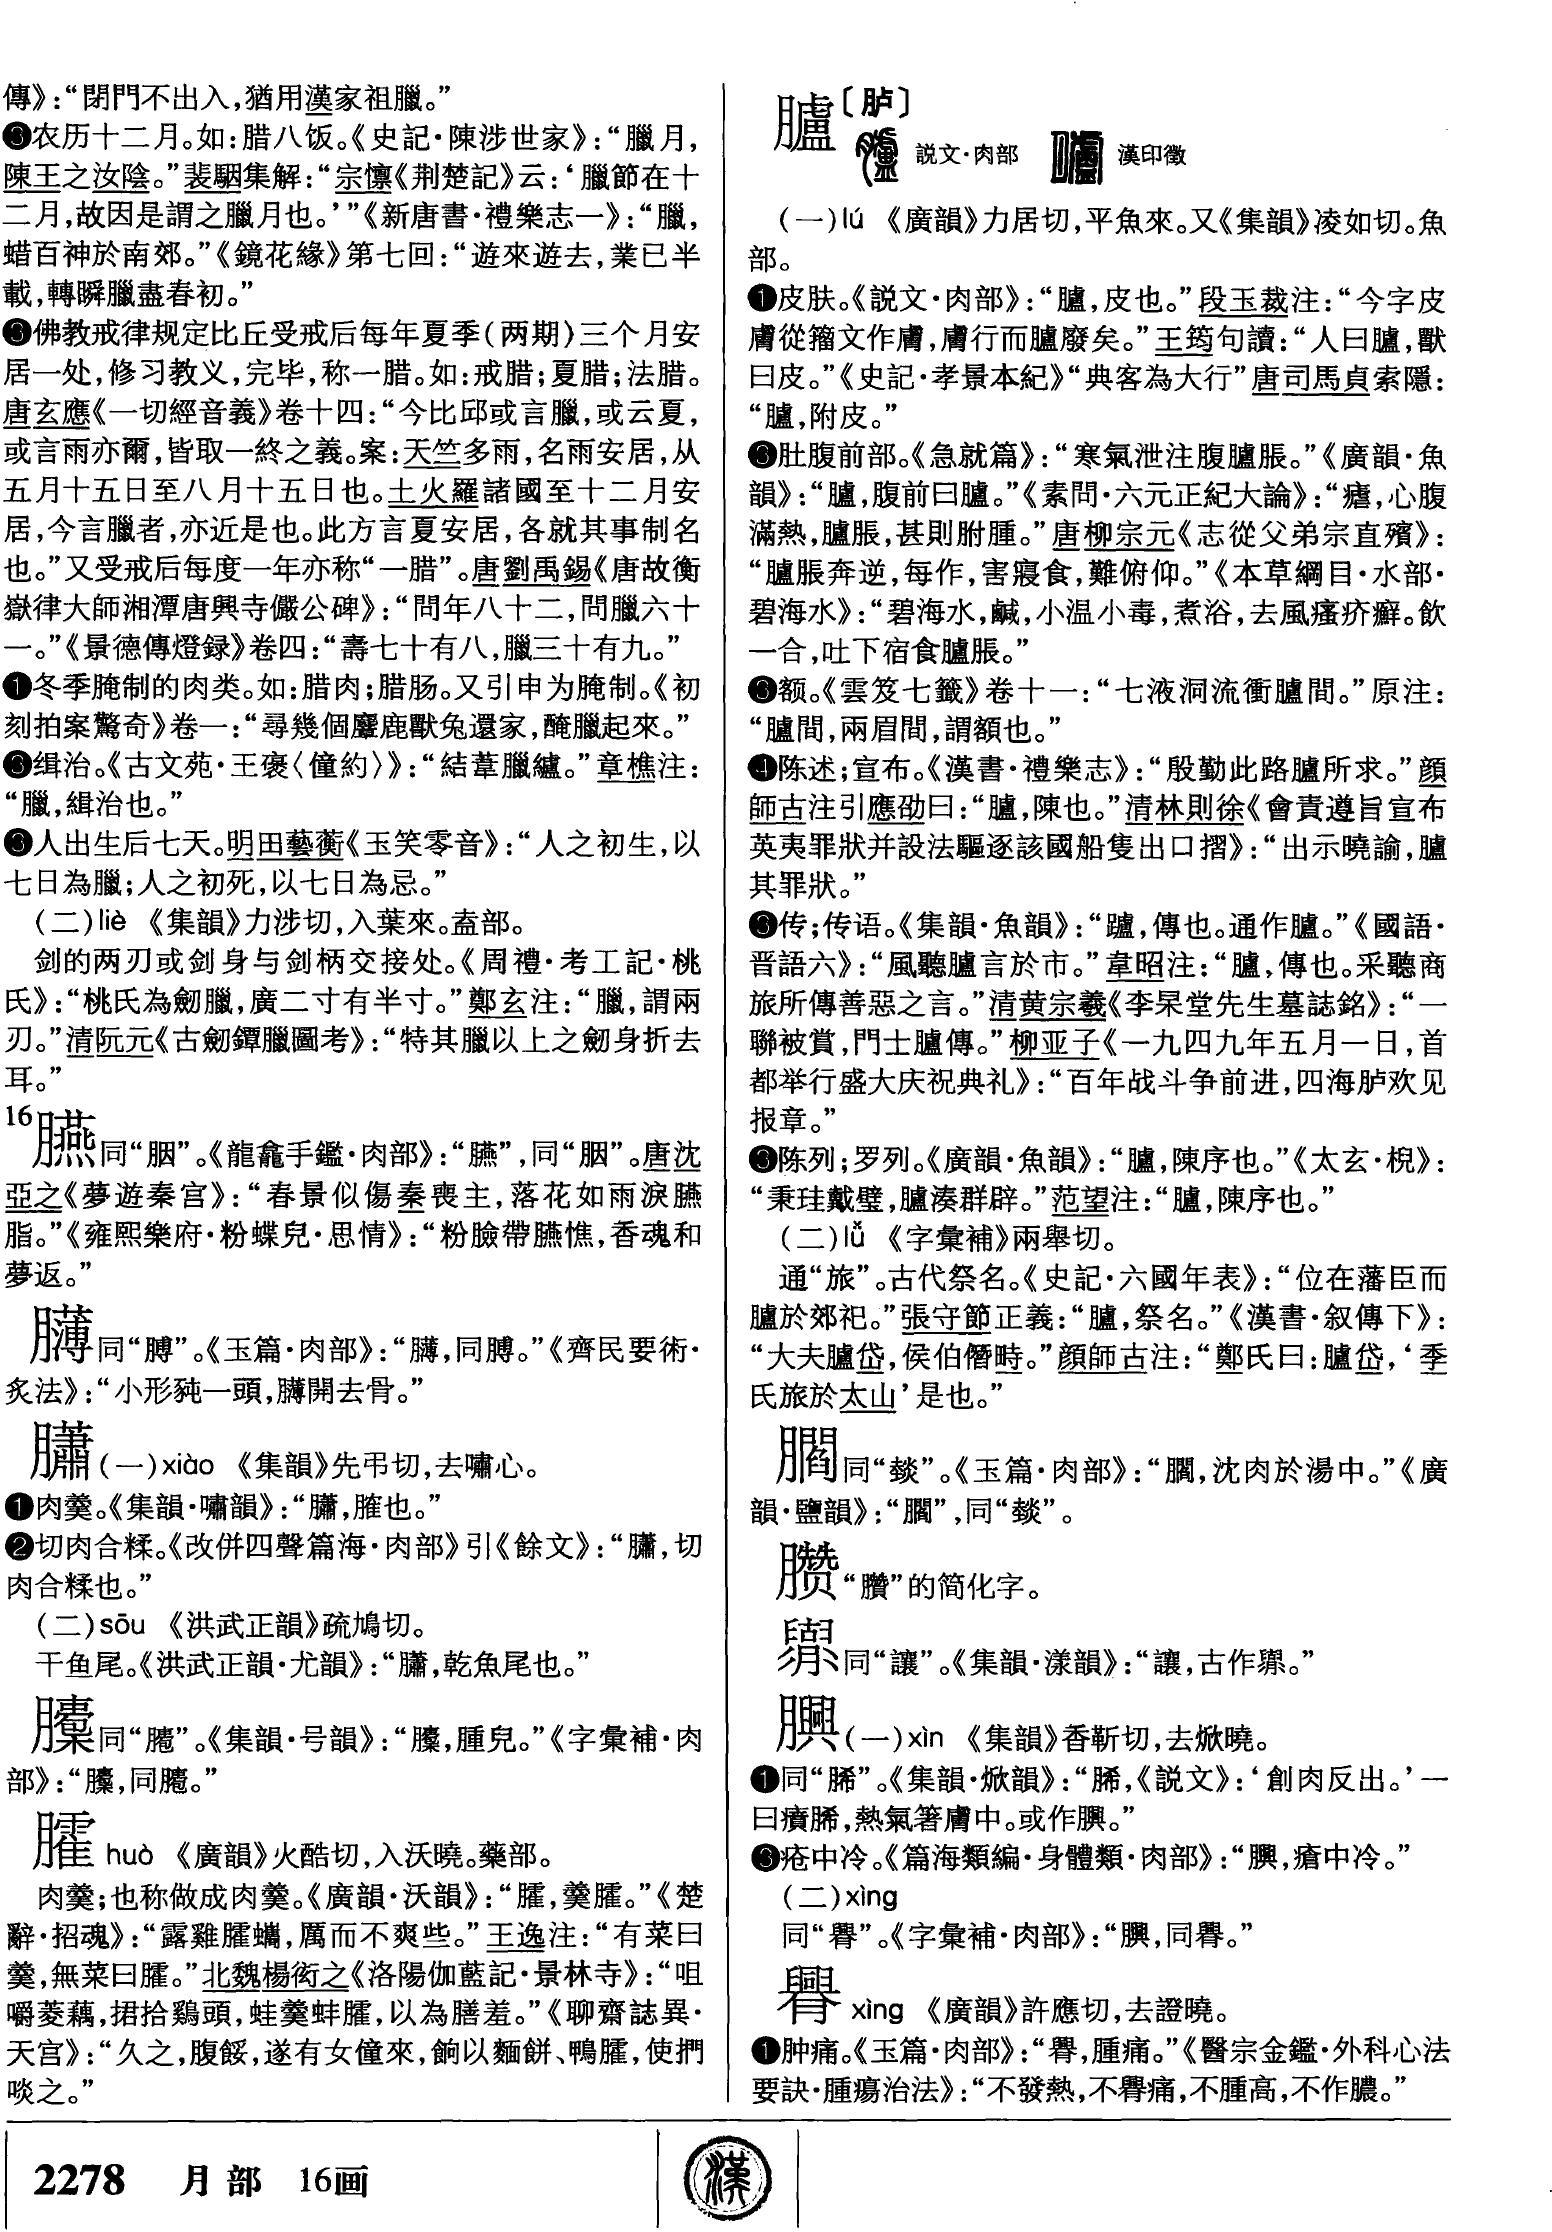 傳》：“閉門不出入，猶用漢家祖臘。”
❸农历十二月。如：腊八饭。《史記·陳涉世家》：“臘月，
陳王之汝陰。”裴駰集解：“宗懔《荆楚記》云：‘臘節在十
二月，故因是謂之臘月也。’”《新唐書·禮樂志一》：“臘，
蜡百神於南郊。”《鏡花緣》第七回：“遊來遊去，業已半
載，轉瞬臘盡春初。”
❸佛教戒律规定比丘受戒后每年夏季（两期）三个月安
居一处，修习教义，完毕，称一腊。如：戒腊；夏腊；法腊。
唐玄應《一切經音義》卷十四：“今比邱或言臘，或云夏，
或言雨亦爾，皆取一終之義。案：天竺多雨，名雨安居，从
五月十五日至八月十五日也。土火羅諸國至十二月安
居，今言臘者，亦近是也。此方言夏安居，各就其事制名
也。”又受戒后每度一年亦称“一腊”。唐劉禹錫《唐故衡
嶽律大師湘潭唐興寺儼公碑》：“問年八十二，問臘六十
一。”《景德傳燈録》卷四：“壽七十有八，臘三十有九。”
❶冬季腌制的肉类。如：腊肉；腊肠。又引申为腌制。《初
刻拍案驚奇》卷一：“尋幾個麞鹿獸兔還家，醃臘起來。”
❸缉治。《古文苑·王褒〈僮約〉》：“結葦臘纑。”章樵注：
“臘，緝治也。”
❸人出生后七天。明田藝蘅《玉笑零音》：“人之初生，以
七日為臘；人之初死，以七日為忌。”
（二）liè 《集韻》力涉切，入葉來。盍部。
剑的两刃或剑身与剑柄交接处。《周禮·考工記·桃
氏》：“桃氏為劒臘，廣二寸有半寸。”鄭玄注：“臘，謂兩
刃。”清阮元《古劒鐔臘圖考》：“特其臘以上之劒身折去
耳。”
16
臙同“胭”。《龍龕手鑑·肉部》：“臙”，同“胭”。唐沈
亞之《夢遊秦宫》：“春景似傷秦喪主，落花如雨淚臙
脂。”《雍熙樂府·粉蝶兒·思情》：“粉臉帶臙憔，香魂和
夢返。”
䪇同“膊”。《玉篇·肉部》：“，同膊。”《齊民要術·
炙法》：“小形豘一頭，開去骨。”
（一）xiào 《集韻》先弔切，去嘯心。
❶肉羹。《集韻·嘯韻》：“，脽也。”
❷切肉合糅。《改併四聲篇海·肉部》引《餘文》：“，切
肉合糅也。”
（二）sōu 《洪武正韻》疏鳩切。
干鱼尾。《洪武正韻·尤韻》：“，乾魚尾也。”
同“”。《集韻·号韻》：“，腫皃。”《字彙補·肉
部》：“，同。”
臛 huò 《廣韻》火酷切，入沃曉。藥部。
肉羹；也称做成肉羹。《廣韻·沃韻》：“臛，羹臛。”《楚
辭·招魂》：“露雞臛蠵，厲而不爽些。”王逸注：“有菜曰
羹，無菜曰臛。”北魏楊衒之《洛陽伽藍記·景林寺》：“咀
嚼菱藕，捃拾鷄頭，蛙羹蚌臛，以為膳羞。”《聊齋誌異·
天宫》：“久之，腹餒，遂有女僮來，餉以麵餅、鴨臛，使捫
啖之。”
臚〔胪〕
説文·肉部　漢印徵
（一）lú 《廣韻》力居切，平魚來。又《集韻》凌如切。魚
部。
❶皮肤。《説文·肉部》：“臚，皮也。”段玉裁注：“今字皮
膚從籀文作膚，膚行而臚廢矣。”王筠句讀：“人曰臚，獸
曰皮。”《史記·孝景本紀》“典客為大行”唐司馬貞索隱：
“臚，附皮。”
❸肚腹前部。《急就篇》：“寒氣泄注腹臚脹。”《廣韻·魚
韻》：“臚，腹前曰臚。”《素問·六元正紀大論》：“瘧，心腹
滿熱，臚脹，甚則胕腫。”唐柳宗元《志從父弟宗直殯》：
“臚脹奔逆，每作，害寢食，難俯仰。”《本草綱目·水部·
碧海水》：“碧海水，鹹，小温小毒，煮浴，去風瘙疥癬。飲
一合，吐下宿食臚脹。”
❸额。《雲笈七籤》卷十一：“七液洞流衝臚間。”原注：
“臚間，兩眉間，謂額也。”
❹陈述；宣布。《漢書·禮樂志》：“殷勤此路臚所求。”顔
師古注引應劭曰：“臚，陳也。”清林則徐《會責遵旨宣布
英夷罪狀并設法驅逐該國船隻出口摺》：“出示曉諭，臚
其罪狀。”
❸传；传语。《集韻·魚韻》：“，傳也。通作臚。”《國語·
晋語六》：“風聽臚言於市。”韋昭注：“臚，傳也。采聽商
旅所傳善惡之言。”清黄宗羲《李杲堂先生墓誌銘》：“一
聯被賞，門士臚傳。”柳亚子《一九四九年五月一日，首
都举行盛大庆祝典礼》：“百年战斗争前进，四海胪欢见
报章。”
❸陈列；罗列。《廣韻·魚韻》：“臚，陳序也。”《太玄·棿》：
“秉珪戴璧，臚湊群辟。”范望注：“臚，陳序也。”
（二）lǚ 《字彙補》兩舉切。
通“旅”。古代祭名。《史記·六國年表》：“位在藩臣而
臚於郊祀。”張守節正義：“臚，祭名。”《漢書·叙傳下》：
“大夫臚岱，侯伯僭畤。”顔師古注：“鄭氏曰：臚岱，‘季
氏旅於太山’是也。”
同“㷋”。《玉篇·肉部》：“，沈肉於湯中。”《廣
韻·鹽韻》：“”，同“㷋”。
“臢”的简化字。
同“讓”。《集韻·漾韻》：“讓，古作。”
（一）xìn 《集韻》香靳切，去焮曉。
❶同“脪”。《集韻·焮韻》：“脪，《説文》：‘創肉反出。’一
曰㿉脪，熱氣箸膚中。或作。”
❸疮中冷。《篇海類編·身體類·肉部》：“，瘡中冷。”
（二）xìng
同“臖”。《字彙補·肉部》：“，同臖。”
臖 xìng 《廣韻》許應切，去證曉。
❶肿痛。《玉篇·肉部》：“臖，腫痛。”《醫宗金鑑·外科心法
要訣·腫瘍治法》：“不發熱，不臖痛，不腫高，不作膿。”
2278　月部　16画
漢